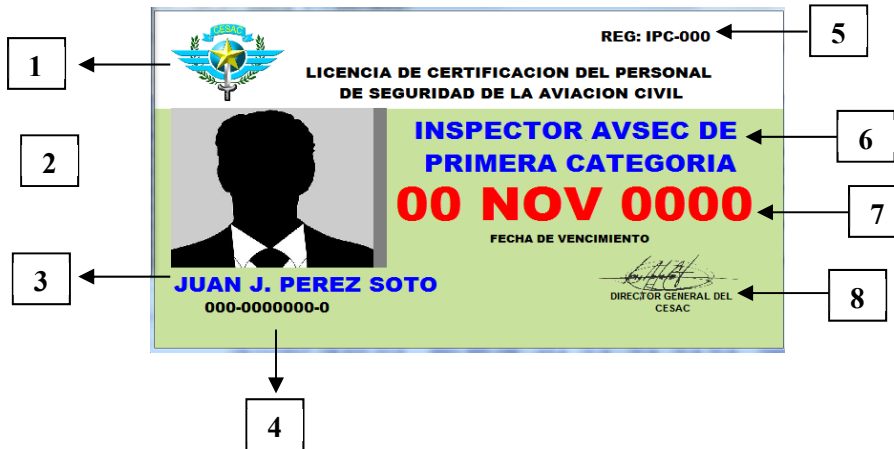 CESAC
REG: IPC-000
5
1
LICENCIA DE CERTIFICACION DEL PERSONAL
DE SEGURIDAD DE LA AVIACION CIVIL
INSPECTOR AVSEC DE
PRIMERA CATEGORIA
6
2
00 NOV 0000
7
FECHA DE VENCIMIENTO
3
JUAN J. PEREZ SOTO
000-0000000-0
DIRECTOR GENERAL DEL
CESAC
8
4